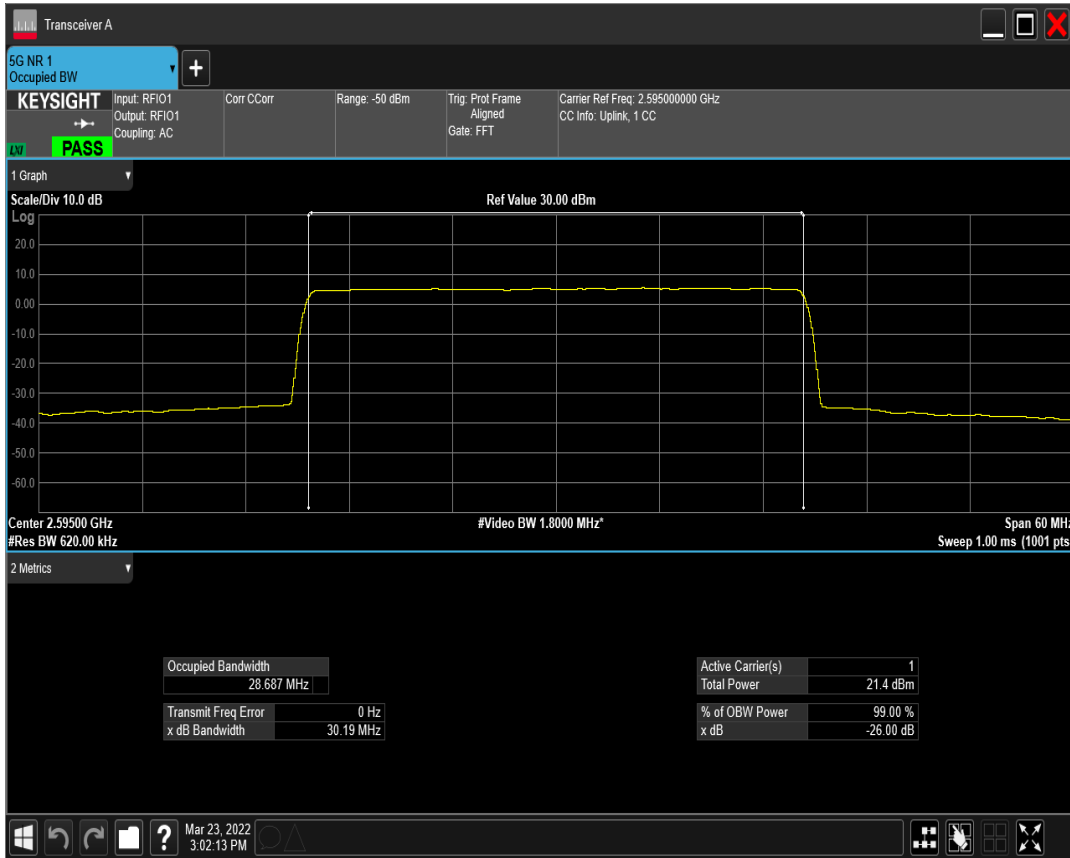 Transceiver A
5G NR 1
Occupied BW
KEYSIGHT
LXI
PASS
Input: RFIO1
Output: RFIO1
Coupling: AC
Corr CCorr
Range: -50 dBm
Trig: Prot Frame
Aligned
Gate: FFT
Carrier Ref Freq: 2.595000000 GHz
CC Info: Uplink, 1 CC
1 Graph
Scale/Div 10.0 dB
Ref Value 30.00 dBm
Log
20.0
10.0
0.00
-10.0
-20.0
-30.0
-40.0
-50.0
-60.0
Center 2.59500 GHz
#Video BW 1.8000 MHz*
Span 60 MHz
#Res BW 620.00 kHz
Sweep 1.00 ms (1001 pts
2 Metrics
Occupied Bandwidth
28.687 MHz
Transmit Freq Error 0 Hz
x dB Bandwidth 30.19 MHz
Active Carrier(s) 1
Total Power 21.4 dBm
% of OBW Power 99.00 %
x dB -26.00 dB
?
Mar 23, 2022
3:02:13 PM